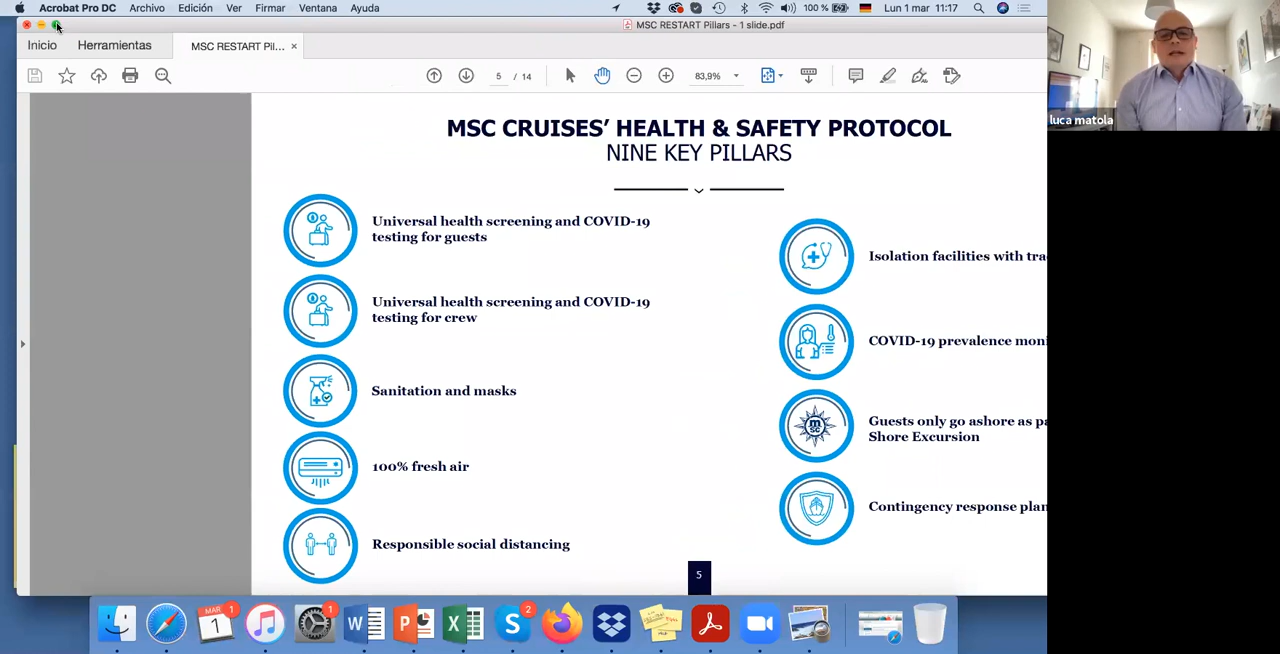 Acrobat Pro DC Archivo Edición Ver Firmar Ventana Ayuda 100 % Lun 1 mar 11:17
MSC RESTART Pillars - 1 slide.pdf
Inicio Herramientas MSC RESTART Pil... ×
5 / 14 83,9%
luca matola
MSC CRUISES’ HEALTH & SAFETY PROTOCOL
NINE KEY PILLARS
Universal health screening and COVID-19
testing for guests
Universal health screening and COVID-19
testing for crew
Sanitation and masks
100% fresh air
Responsible social distancing
Isolation facilities with
COVID-19 prevalence
msc
Guests only go ashore as
Shore Excursion
Contingency response plan
5
MAR 1
1
1
W
P
X
S
2